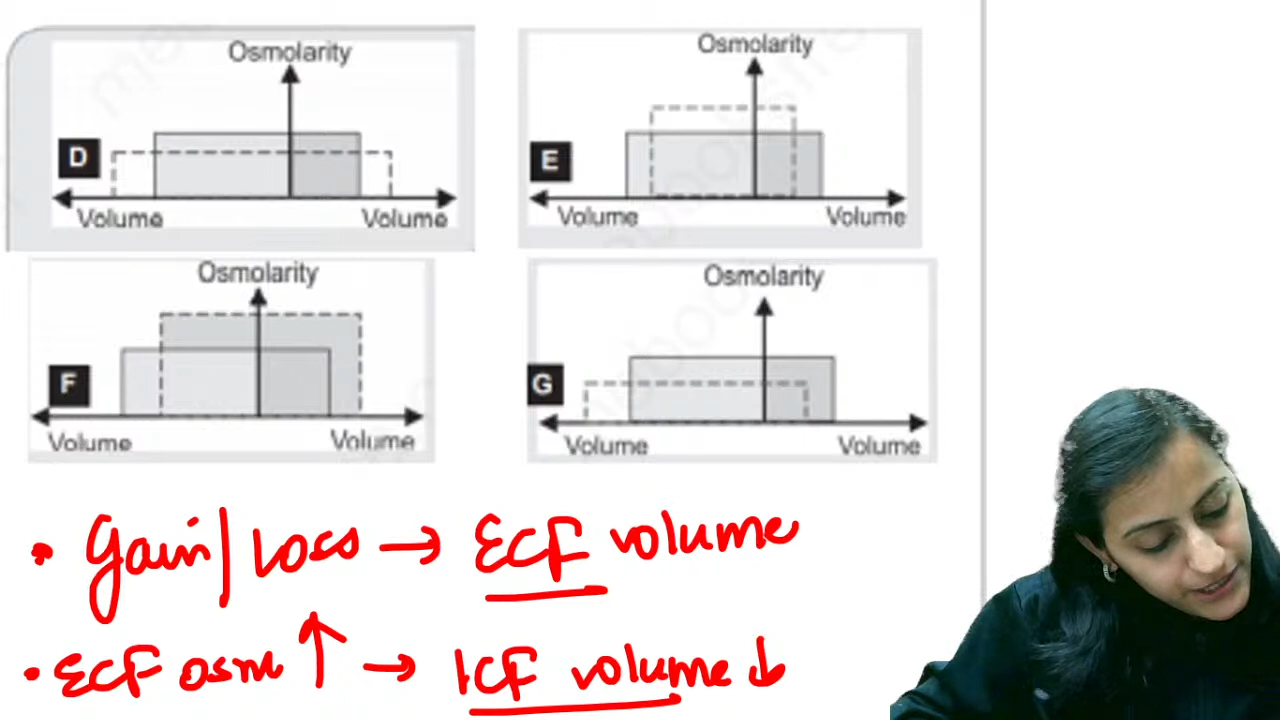 Osmolarity
D
Volume Volume
Osmolarity
E
Volume Volume
Osmolarity
F
Volume Volume
Osmolarity
G
Volume Volume
• Gain/Loss → ECF volume
• ECF osm ↑ → ICF volume ↓